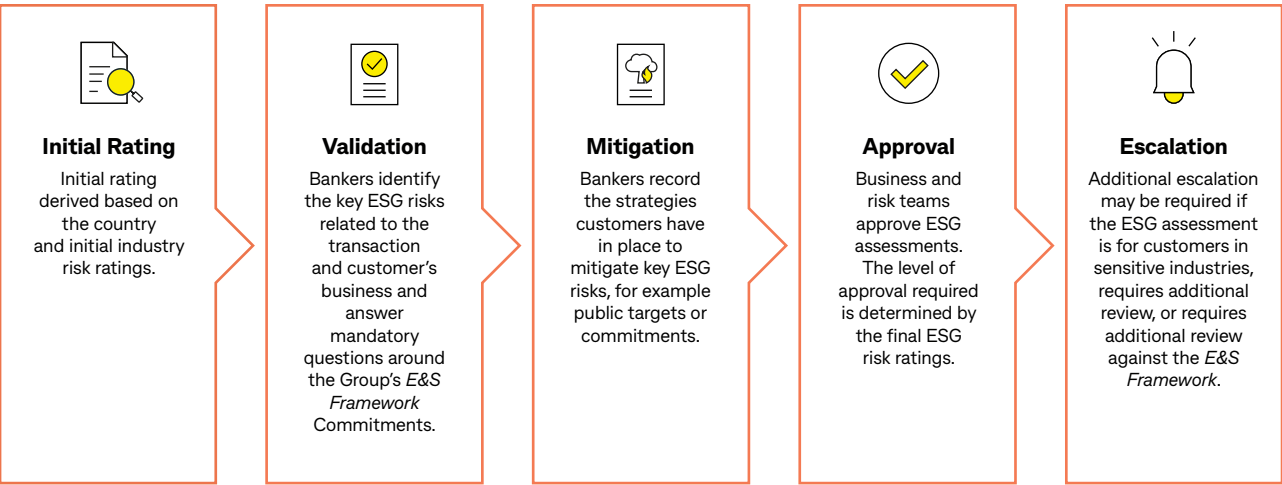 Initial Rating
Initial rating
derived based on
the country
and initial industry
risk ratings.
Validation
Bankers identify
the key ESG risks
related to the
transaction
and customer's
business and
answer
mandatory
questions around
the Group's E&S
Framework
Commitments.
Mitigation
Bankers record
the strategies
customers have
in place to
mitigate key ESG
risks, for example
public targets or
commitments.
Approval
Business and
risk teams
approve ESG
assessments.
The level of
approval required
is determined by
the final ESG
risk ratings.
Escalation
Additional escalation
may be required if
the ESG assessment
is for customers in
sensitive industries,
requires additional
review, or requires
additional review
against the E&S
Framework.